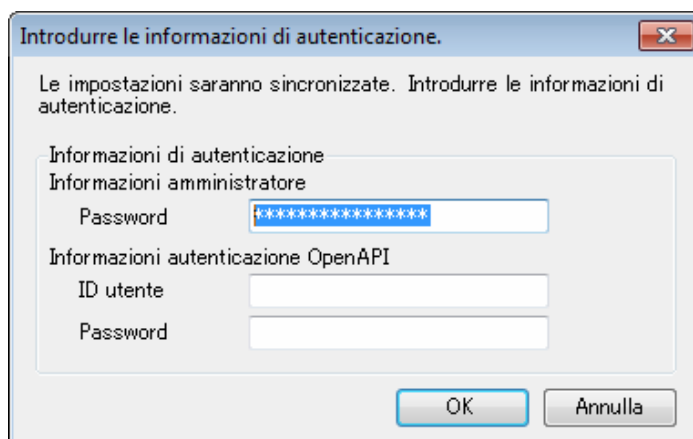 Introdurre le informazioni di autenticazione.
Le impostazioni saranno sincronizzate. Introdurre le informazioni di
autenticazione.
Informazioni di autenticazione
Informazioni amministratore
Password ****************
Informazioni autenticazione OpenAPI
ID utente
Password
OK Annulla